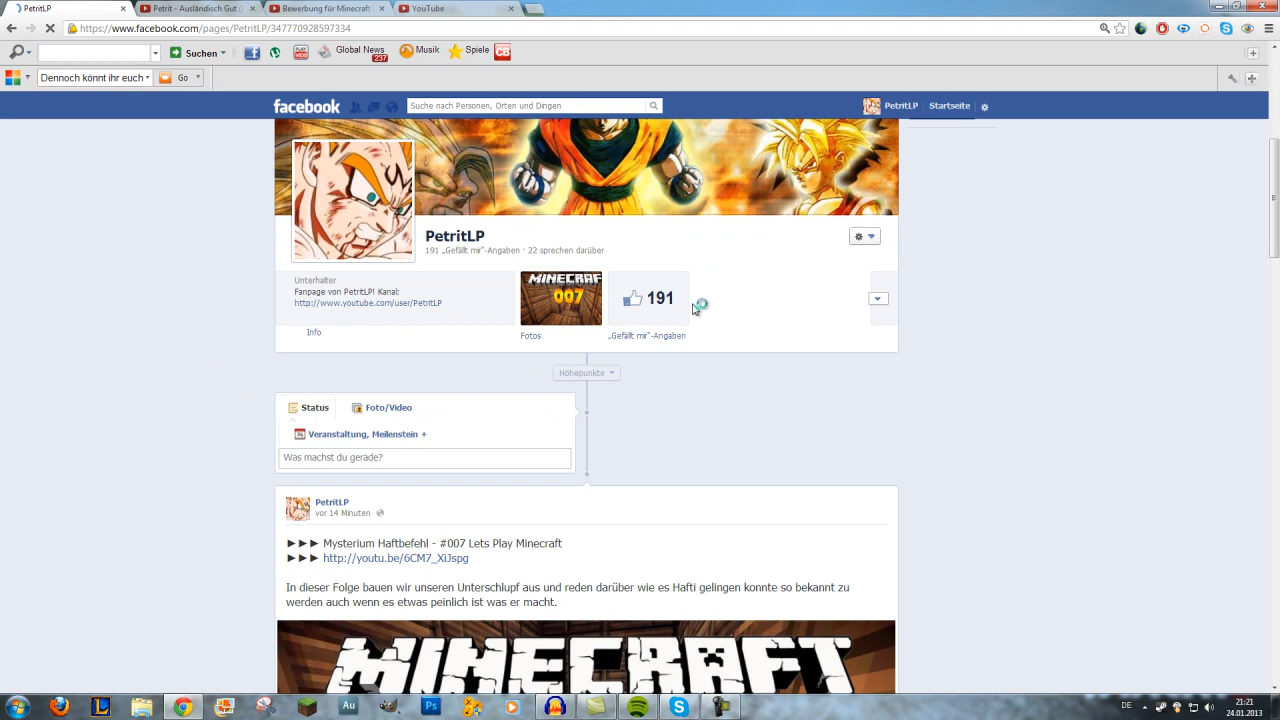 PetritLP
Petrit - Ausländisch Gut
Bewerbung für Minecraft
YouTube
https://www.facebook.com/pages/PetritLP/347770928597334
Suchen
Global News
237
Musik
Spiele
CB
Dennoch könnt ihr euch
Go
facebook
Suche nach Personen, Orten und Dingen
PetritLP
Startseite
PetritLP
191 „Gefällt mir“-Angaben · 22 sprechen darüber
Unterhalter
Fanpage von PetritLP! Kanal:
http://www.youtube.com/user/PetritLP
Info
MINECRAF
007
Fotos
191
„Gefällt mir“-Angaben
Höhepunkte
Status
Foto/Video
Veranstaltung, Meilenstein +
Was machst du gerade?
PetritLP
vor 14 Minuten
►►► Mysterium Haftbefehl - #007 Lets Play Minecraft
►►► http://youtu.be/6CM7_XiJspg
In dieser Folge bauen wir unseren Unterschlupf aus und reden darüber wie es Hafti gelingen konnte so bekannt zu
werden auch wenn es etwas peinlich ist was er macht.
MINECRAFT
Au
Ps
DE
21:21
24.01.2013